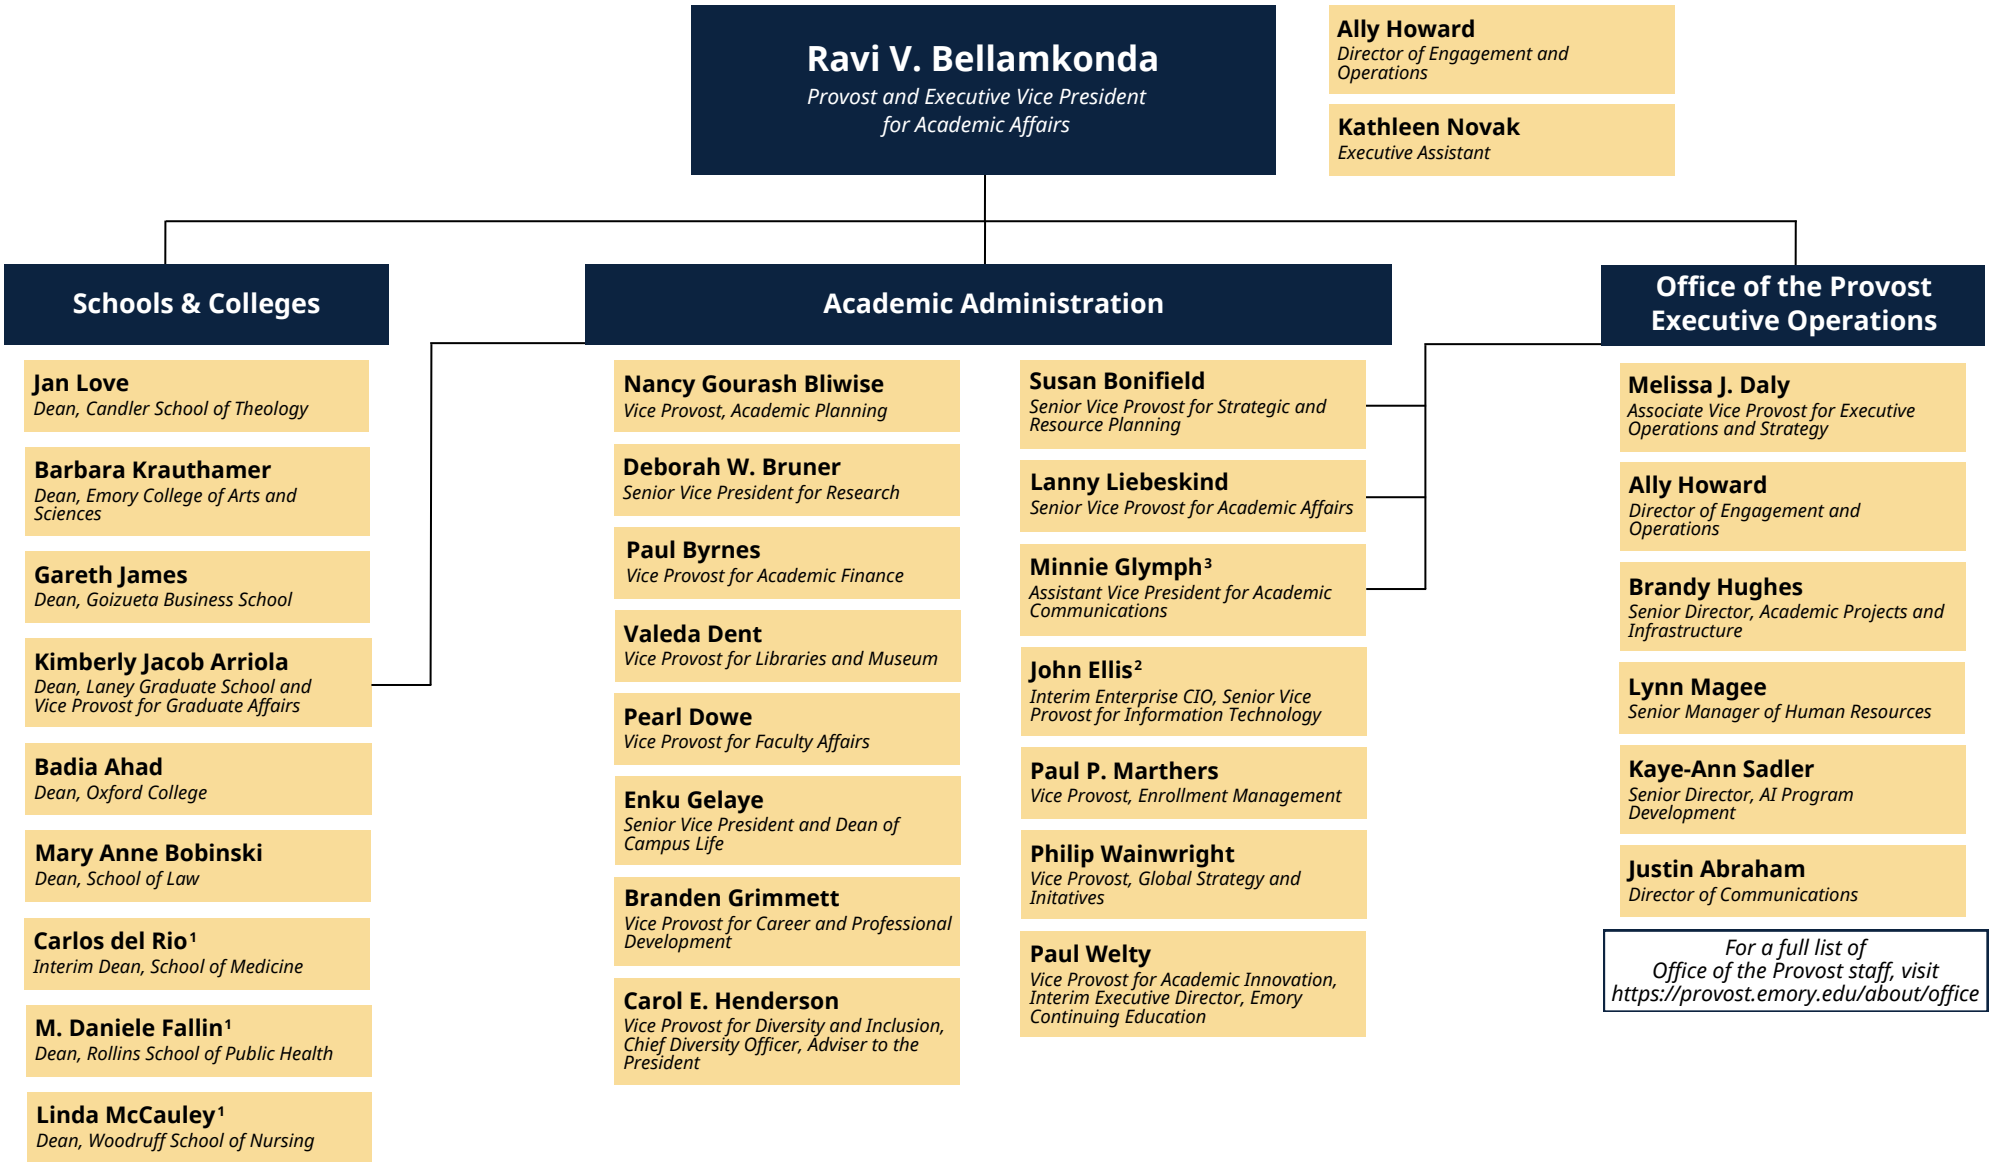 Ravi V. Bellamkonda
Provost and Executive Vice President
for Academic Affairs
Ally Howard
Director of Engagement and
Operations
Kathleen Novak
Executive Assistant
Schools & Colleges
Jan Love
Dean, Candler School of Theology
Barbara Krauthamer
Dean, Emory College of Arts and
Sciences
Gareth James
Dean, Goizueta Business School
Kimberly Jacob Arriola
Dean, Laney Graduate School and
Vice Provost for Graduate Affairs
Badia Ahad
Dean, Oxford College
Mary Anne Bobinski
Dean, School of Law
Carlos del Rio¹
Interim Dean, School of Medicine
M. Daniele Fallin¹
Dean, Rollins School of Public Health
Linda McCauley¹
Dean, Woodruff School of Nursing
Academic Administration
Nancy Gourash Bliwise
Vice Provost, Academic Planning
Deborah W. Bruner
Senior Vice President for Research
Paul Byrnes
Vice Provost for Academic Finance
Valeda Dent
Vice Provost for Libraries and Museum
Pearl Dowe
Vice Provost for Faculty Affairs
Enku Gelaye
Senior Vice President and Dean of
Campus Life
Branden Grimmett
Vice Provost for Career and Professional
Development
Carol E. Henderson
Vice Provost for Diversity and Inclusion,
Chief Diversity Officer, Adviser to the
President
Susan Bonifield
Senior Vice Provost for Strategic and
Resource Planning
Lanny Liebeskind
Senior Vice Provost for Academic Affairs
Minnie Glymph³
Assistant Vice President for Academic
Communications
John Ellis²
Interim Enterprise CIO, Senior Vice
Provost for Information Technology
Paul P. Marthers
Vice Provost, Enrollment Management
Philip Wainwright
Vice Provost, Global Strategy and
Initatives
Paul Welty
Vice Provost for Academic Innovation,
Interim Executive Director, Emory
Continuing Education
Office of the Provost
Executive Operations
Melissa J. Daly
Associate Vice Provost for Executive
Operations and Strategy
Ally Howard
Director of Engagement and
Operations
Brandy Hughes
Senior Director, Academic Projects and
Infrastructure
Lynn Magee
Senior Manager of Human Resources
Kaye-Ann Sadler
Senior Director, AI Program
Development
Justin Abraham
Director of Communications
For a full list of
Office of the Provost staff, visit
https://provost.emory.edu/about/office